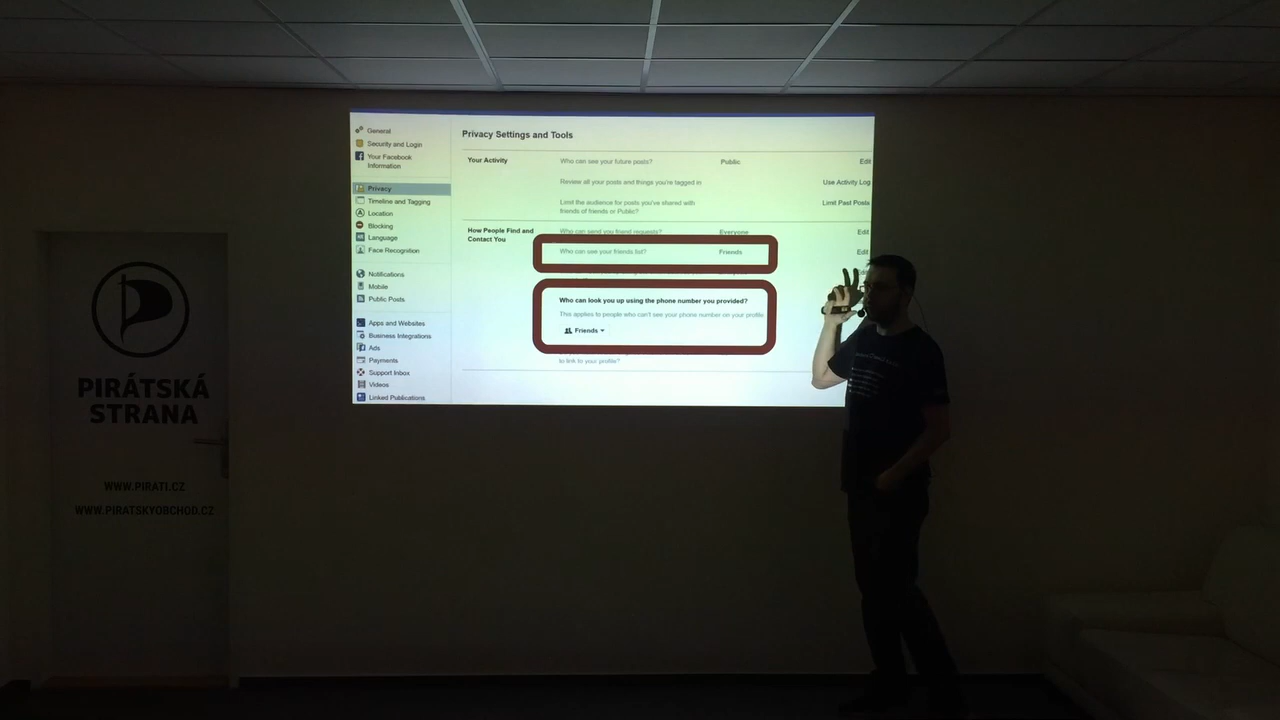 General
Security and Login
Your Facebook
Information
Privacy
Timeline and Tagging
Location
Blocking
Language
Face Recognition
Notifications
Mobile
Public Posts
Apps and Websites
Business Integrations
Ads
Payments
Support Inbox
Videos
Linked Publications
Privacy Settings and Tools
Your Activity
Who can see your future posts?
Public
Edit
Review all your posts and things you're tagged in
Use Activity Log
Limit the audience for posts you've shared with
friends of friends or Public?
Limit Past Posts
How People Find and
Contact You
Who can send you friend requests?
Everyone
Edit
Who can see your friends list?
Friends
Edit
Who can look you up using the phone number you provided?
This applies to people who can't see your phone number on your profile
Friends
to link to your profile?
PIRÁTSKÁ
STRANA
WWW.PIRATI.CZ
WWW.PIRATSKYOBCHOD.CZ